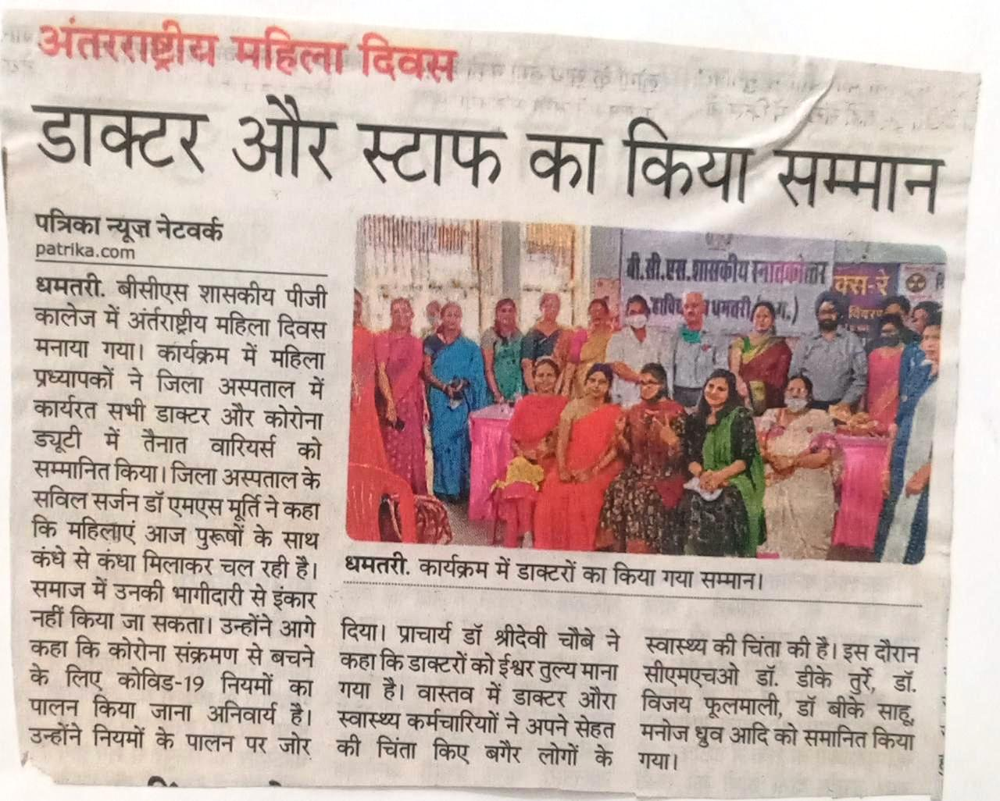 अंतरराष्ट्रीय महिला दिवस
डाक्टर और स्टाफ का किया सम्मान
पत्रिका न्यूज़ नेटवर्क
patrika.com
धमतरी. बीसीएस शासकीय पीजी
कालेज में अंर्तराष्ट्रीय महिला दिवस
मनाया गया। कार्यक्रम में महिला
प्रध्यापकों ने जिला अस्पताल में
कार्यरत सभी डाक्टर और कोरोना
ड्यूटी में तैनात वारियर्स को
सम्मानित किया। जिला अस्पताल के
सविल सर्जन डॉ एमएस मूर्ति ने कहा
कि महिलाएं आज पुरूषों के साथ
कंधे से कंधा मिलाकर चल रही है।
समाज में उनकी भागीदारी से इंकार
नहीं किया जा सकता। उन्होंने आगे
कहा कि कोरोना संक्रमण से बचने
के लिए कोविड-19 नियमों का
पालन किया जाना अनिवार्य है।
उन्होंने नियमों के पालन पर जोर
बी.सी.एस.शासकीय स्नातकोत्तर
धमतरी
क्स-रे
विवरण
धमतरी. कार्यक्रम में डाक्टरों का किया गया सम्मान।
दिया। प्राचार्य डॉ श्रीदेवी चौबे ने
कहा कि डाक्टरों को ईश्वर तुल्य माना
गया है। वास्तव में डाक्टर औरा
स्वास्थ्य कर्मचारियाों ने अपने सेहत
की चिंता किए बगैर लोगों के
स्वास्थ्य की चिंता की है। इस दौरान
सीएमएचओ डॉ. डीके तुर्रे, डॉ.
विजय फूलमाली, डॉ बीके साहू,
मनोज ध्रुव आदि को समानित किया
गया।